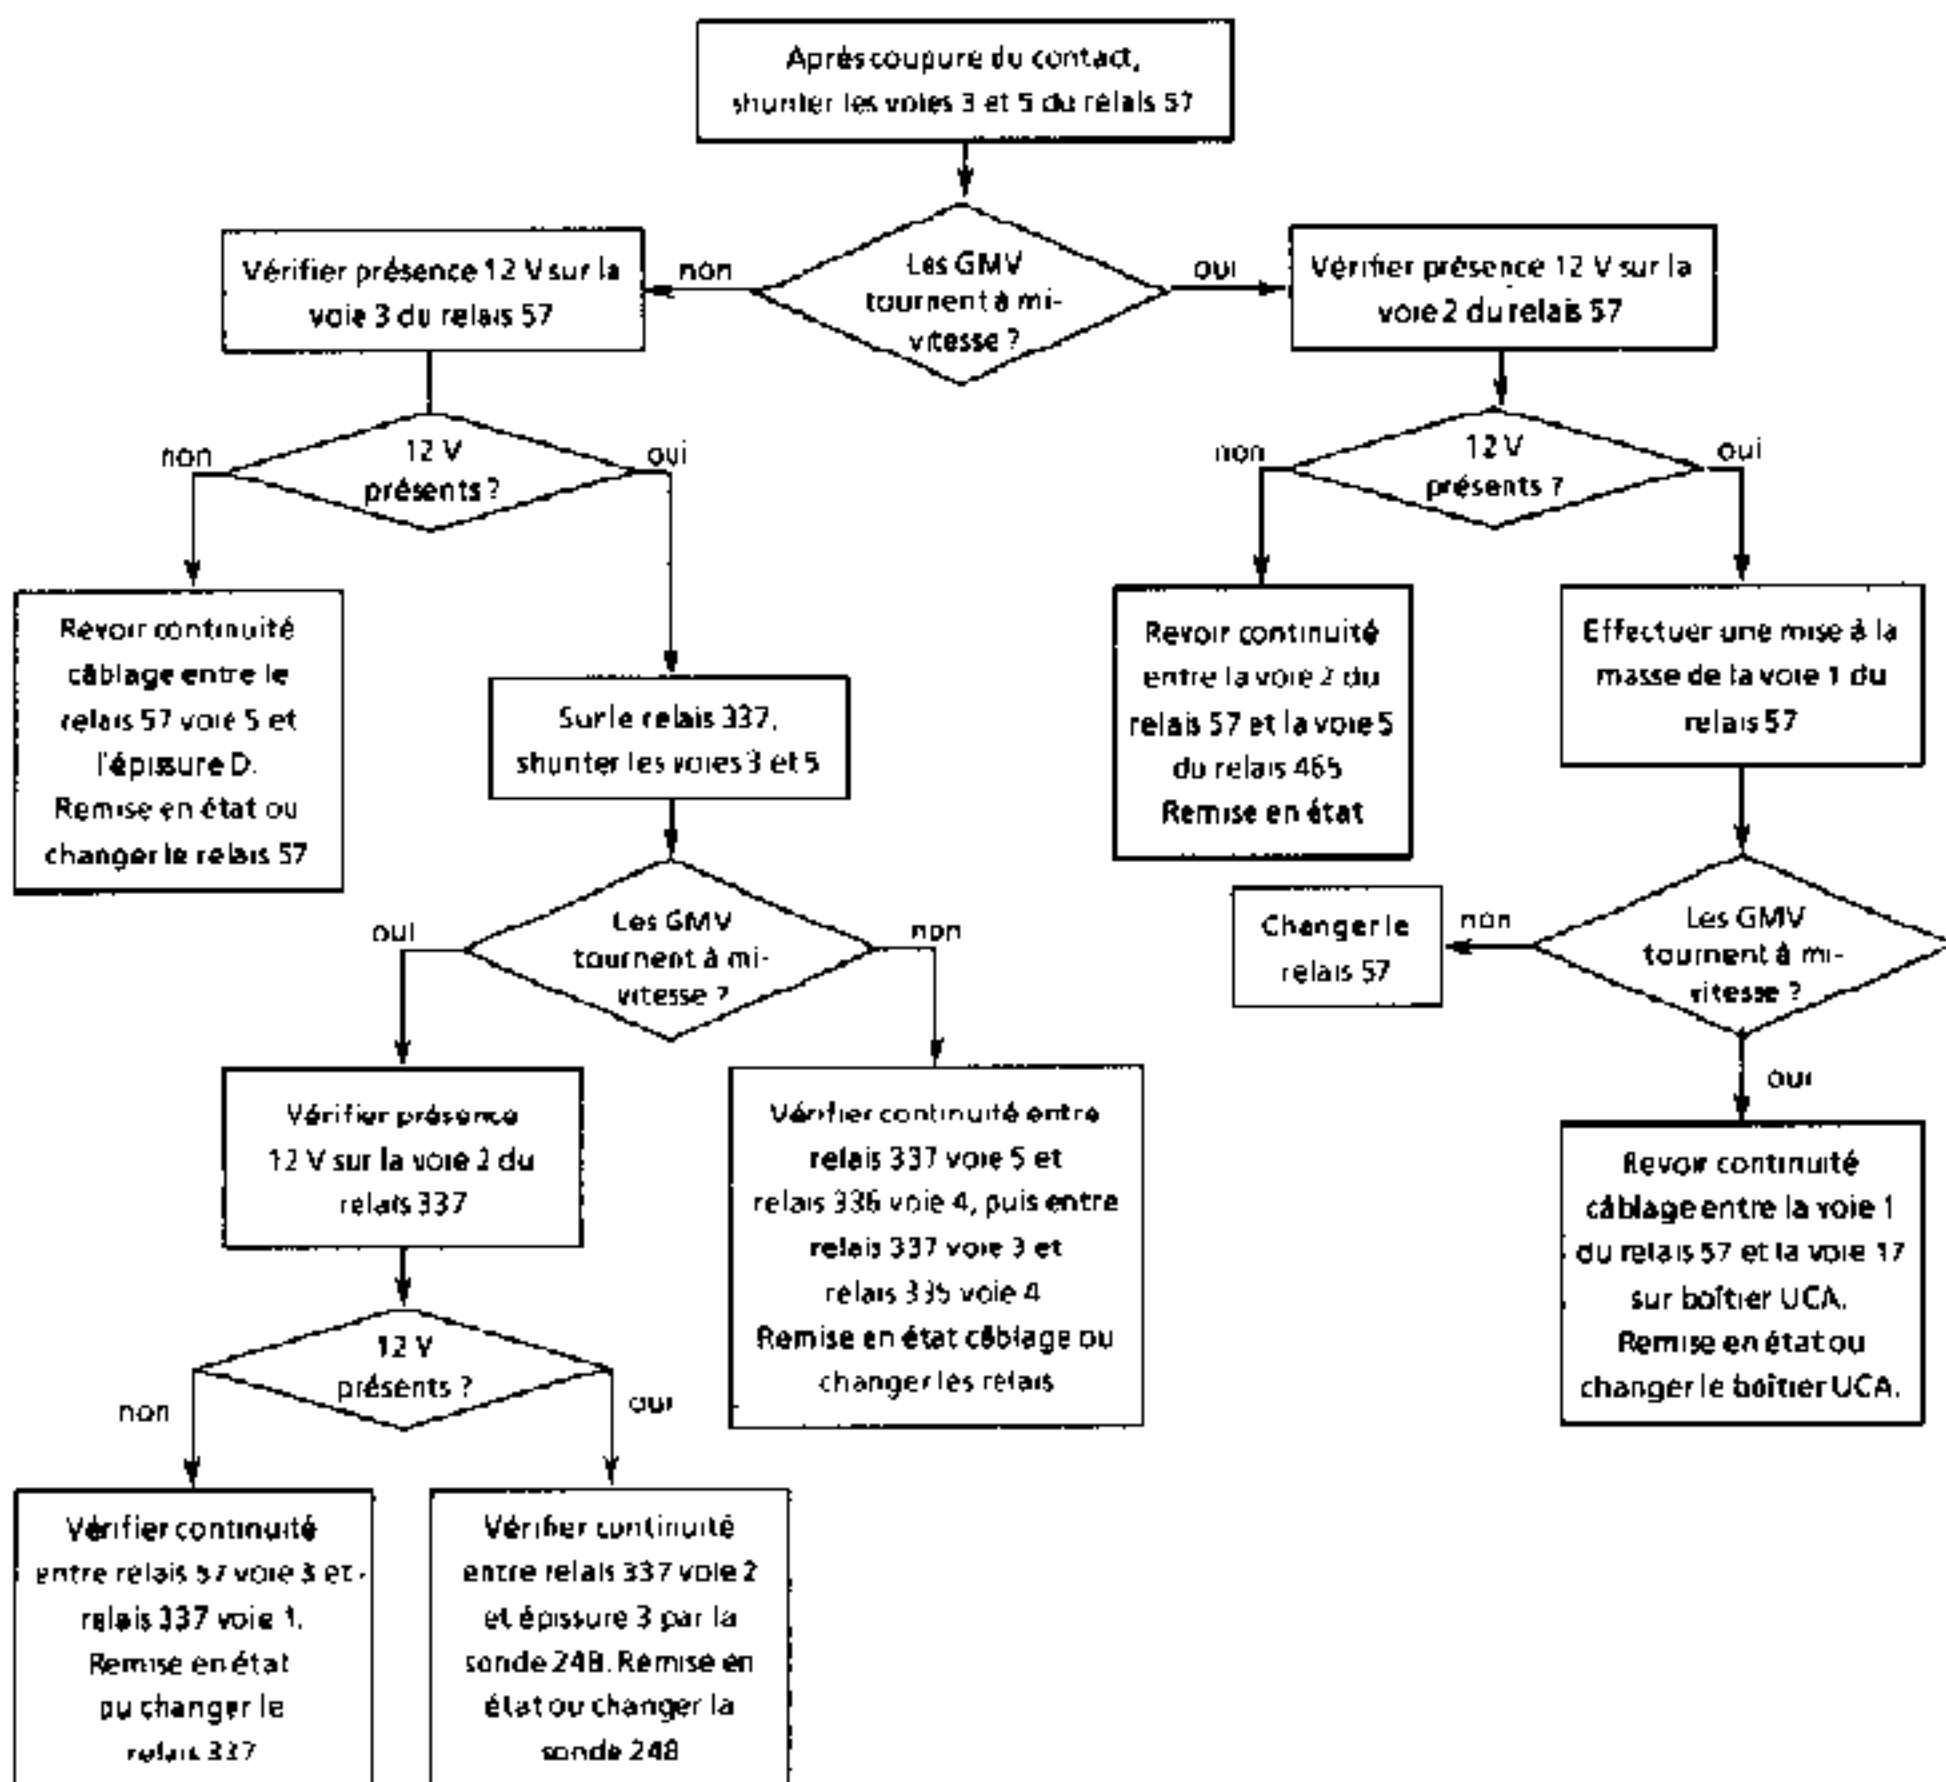 Après coupure du contact,
shunter les voies 3 et 5 du relais 57
Les GMV
tournent à mi-
vitesse ?
non
oui
Vérifier présence 12 V sur la
voie 3 du relais 57
Vérifier présence 12 V sur la
voie 2 du relais 57
12 V
présents ?
non
oui
12 V
présents ?
non
oui
Revoir continuité
câblage entre le
relais 57 voie 5 et
l'épissure D.
Remise en état ou
changer le relais 57
Sur le relais 337,
shunter les voies 3 et 5
Revoir continuité
entre la voie 2 du
relais 57 et la voie 5
du relais 465
Remise en état
Effectuer une mise à la
masse de la voie 1 du
relais 57
Les GMV
tournent à mi-
vitesse ?
oui
non
Changer le
relais 57
non
Les GMV
tournent à mi-
vitesse ?
oui
Vérifier présence
12 V sur la voie 2 du
relais 337
Vérifier continuité entre
relais 337 voie 5 et
relais 336 voie 4, puis entre
relais 337 voie 3 et
relais 335 voie 4
Remise en état câblage ou
changer les relais
Revoir continuité
câblage entre la voie 1
du relais 57 et la voie 17
sur boîtier UCA.
Remise en état ou
changer le boîtier UCA.
12 V
présents ?
non
oui
Vérifier continuité
entre relais 57 voie 3 et
relais 337 voie 1.
Remise en état
ou changer le
relais 337
Vérifier continuité
entre relais 337 voie 2
et épissure 3 par la
sonde 248. Remise en
état ou changer la
sonde 248